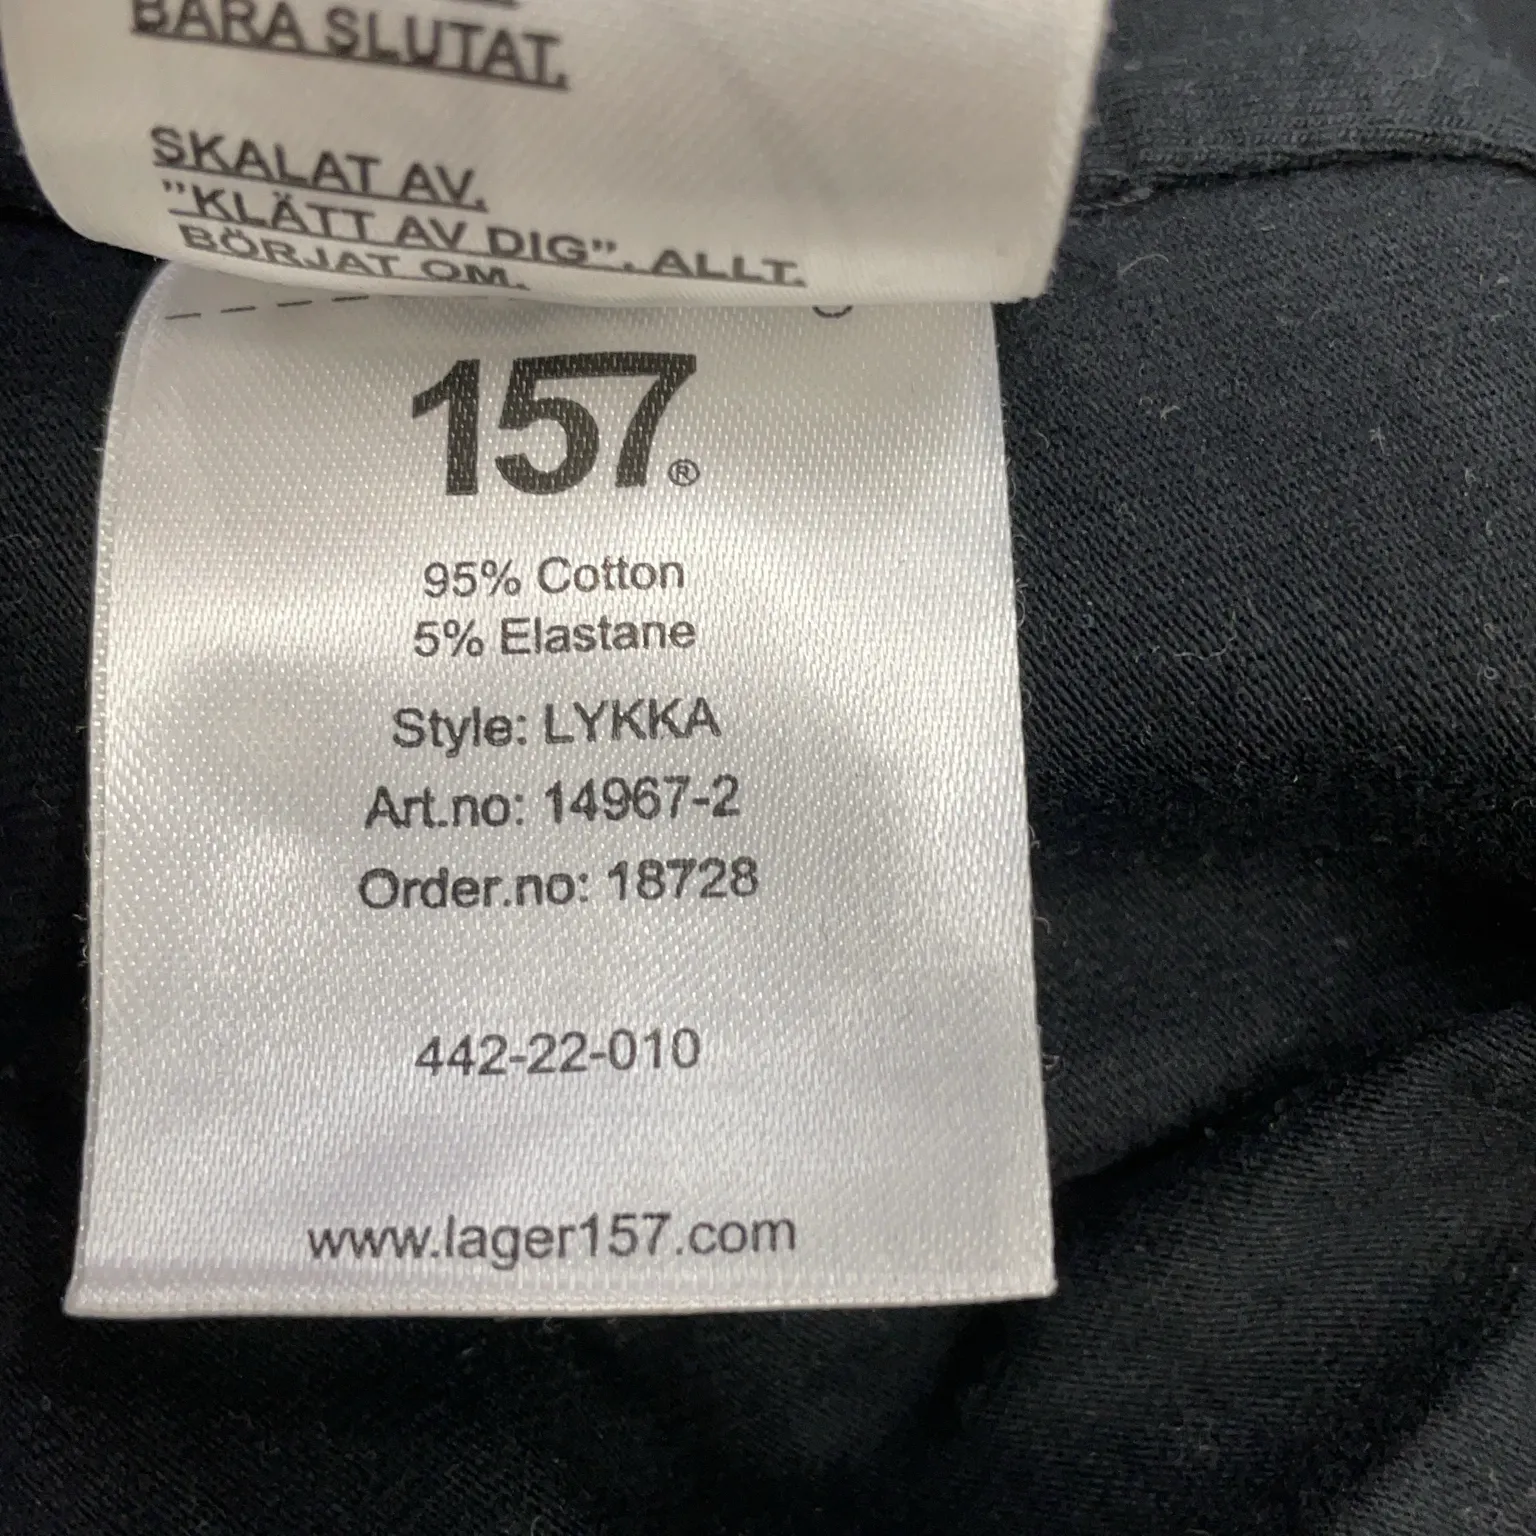 BARA SLUTAT.
SKALAT AV.
"KLÄTT AV DIG". ALLT.
BÖRJAT OM.
157®
95% Cotton
5% Elastane
Style: LYKKA
Art.no: 14967-2
Order.no: 18728
442-22-010
www.lager157.com